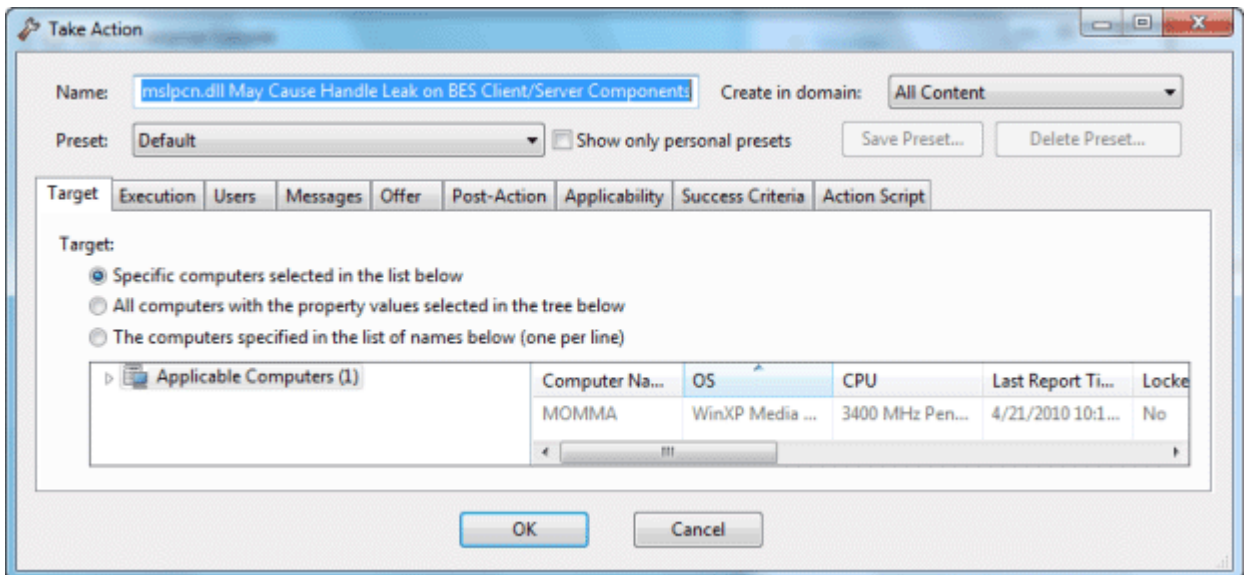 Take Action
Name: mslpcn.dll May Cause Handle Leak on BES Client/Server Components Create in domain: All Content
Preset: Default Show only personal presets Save Preset... Delete Preset...
Target Execution Users Messages Offer Post-Action Applicability Success Criteria Action Script
Target:
Specific computers selected in the list below
All computers with the property values selected in the tree below
The computers specified in the list of names below (one per line)
Applicable Computers (1) Computer Na... OS CPU Last Report Ti... Locke
MOMMA WinXP Media ... 3400 MHz Pen... 4/21/2010 10:1... No
OK Cancel